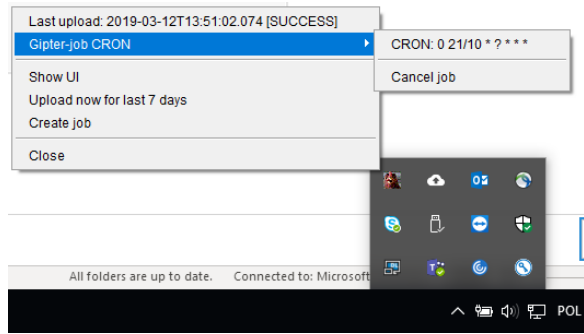 Last upload: 2019-03-12T13:51:02.074 [SUCCESS]
Gipter-job CRON
CRON: 0 21/10 * ? * * *
Show UI
Cancel job
Upload now for last 7 days
Create job
Close
All folders are up to date. Connected to: Microsoft
POL